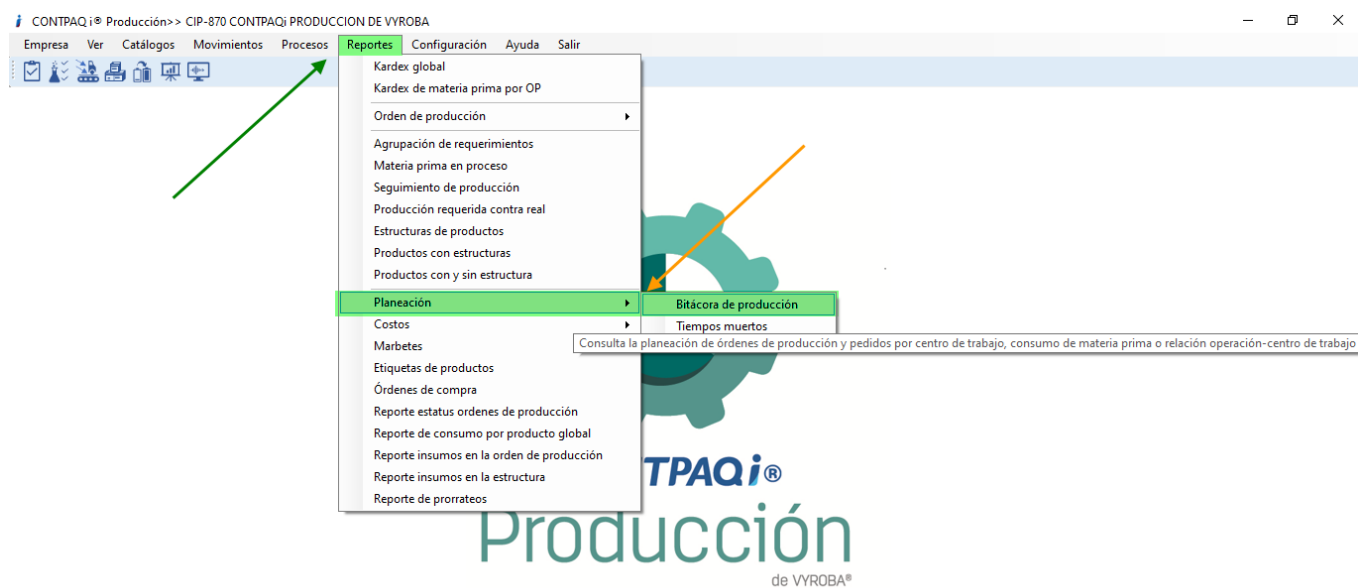 CONTPAQ i® Producción>> CIP-870 CONTPAQi PRODUCCION DE VYROBA
Empresa Ver Catálogos Movimientos Procesos Reportes Configuración Ayuda Salir
Kardex global
Kardex de materia prima por OP
Orden de producción
Agrupación de requerimientos
Materia prima en proceso
Seguimiento de producción
Producción requerida contra real
Estructuras de productos
Productos con estructuras
Productos con y sin estructura
Planeación
Bitácora de producción
Costos
Tiempos muertos
Consulta la planeación de órdenes de producción y pedidos por centro de trabajo, consumo de materia prima o relación operación-centro de trabajo
Marbetes
Etiquetas de productos
Órdenes de compra
Reporte estatus ordenes de producción
Reporte de consumo por producto global
Reporte insumos en la orden de producción
Reporte insumos en la estructura
Reporte de prorrateos
TPAQ i®
Producción
de VYROBA®